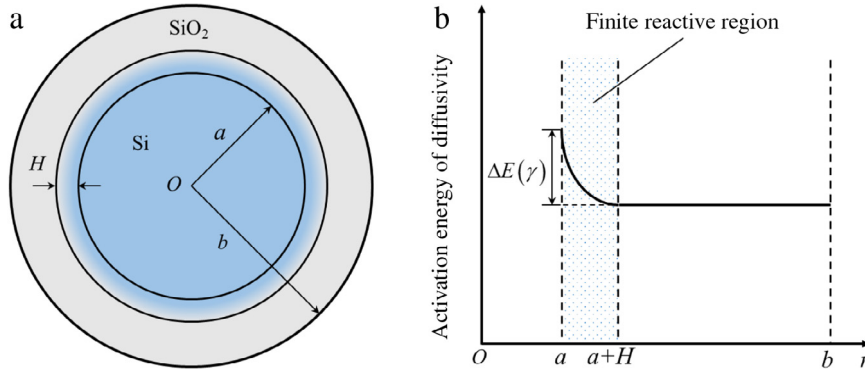 a
SiO₂
Si
a
H
O
b
b
Finite reactive region
Activation energy of diffusivity
ΔE(γ)
O
a
a+H
b
r